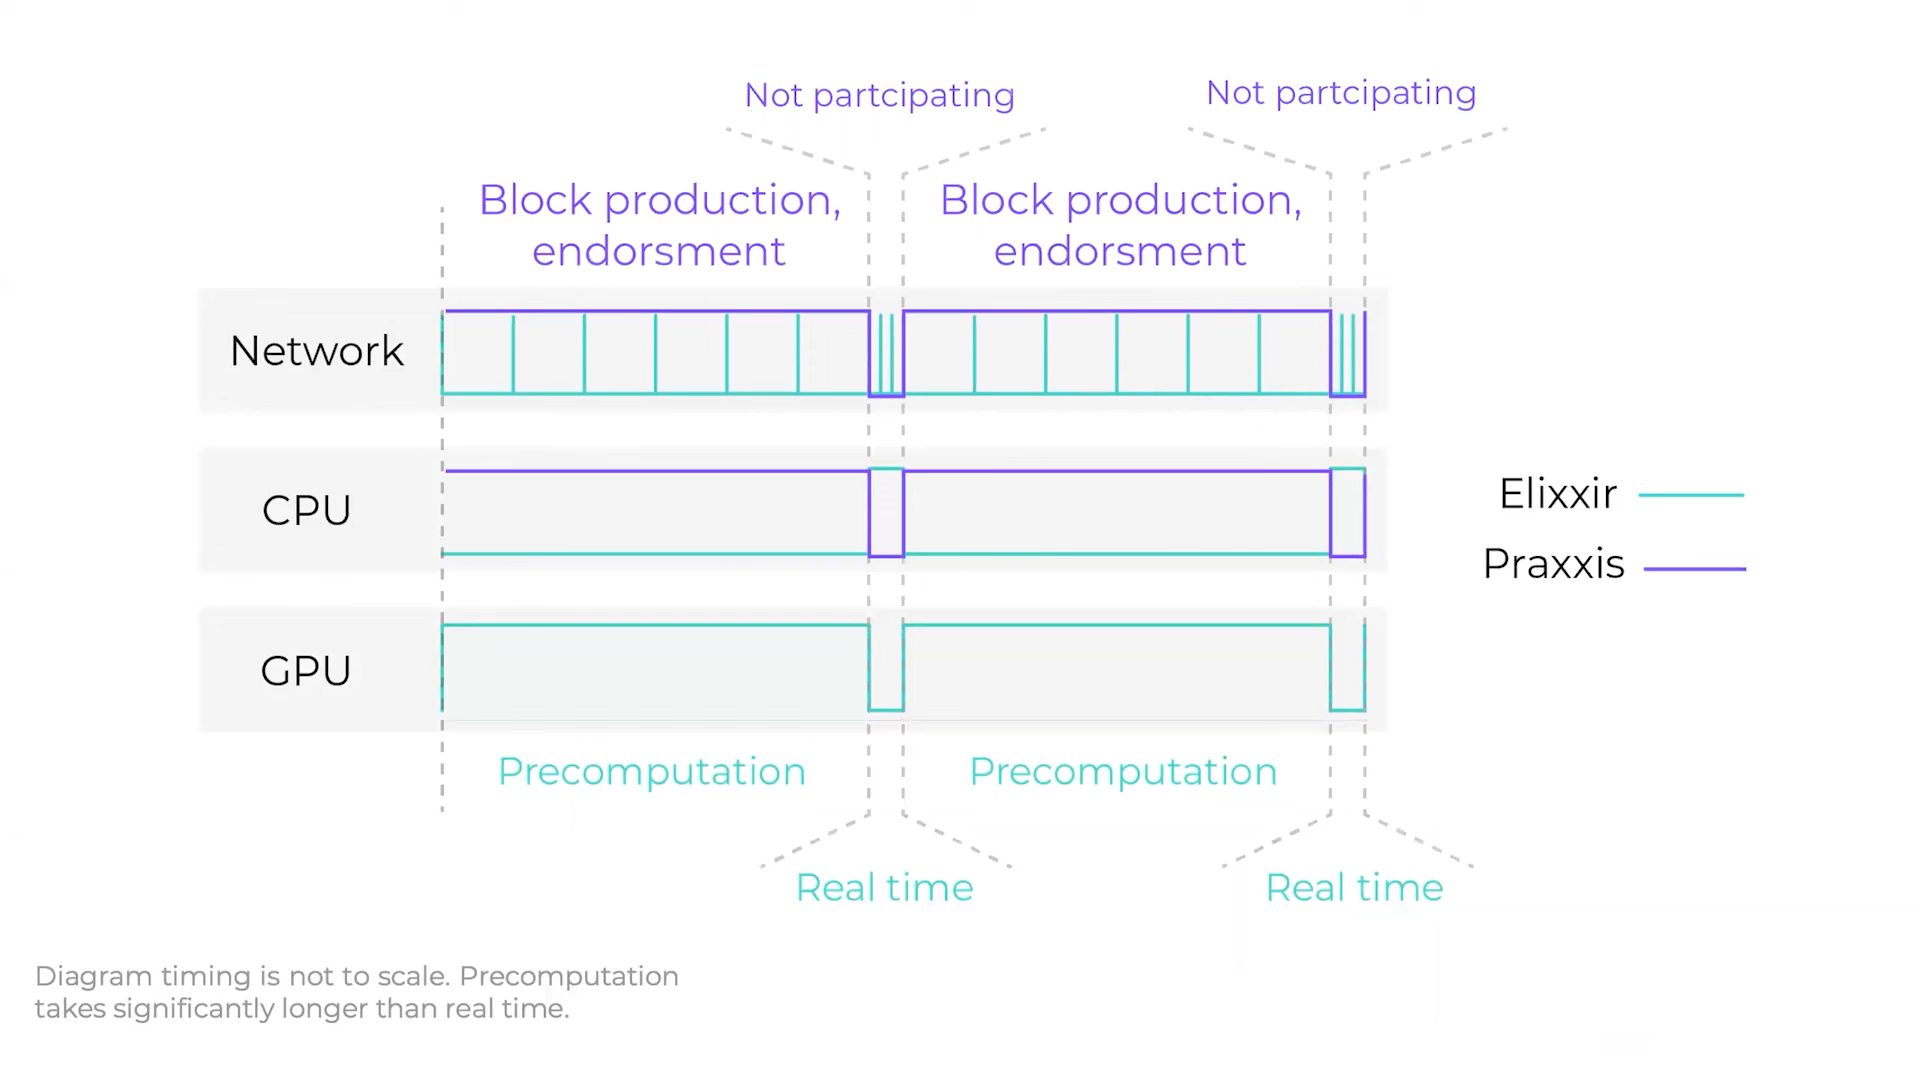 Not partcipating
Not partcipating
Block production,
endorsment
Block production,
endorsment
Network
CPU
Elixxir
Praxxis
GPU
Precomputation
Precomputation
Real time
Real time
Diagram timing is not to scale. Precomputation
takes significantly longer than real time.